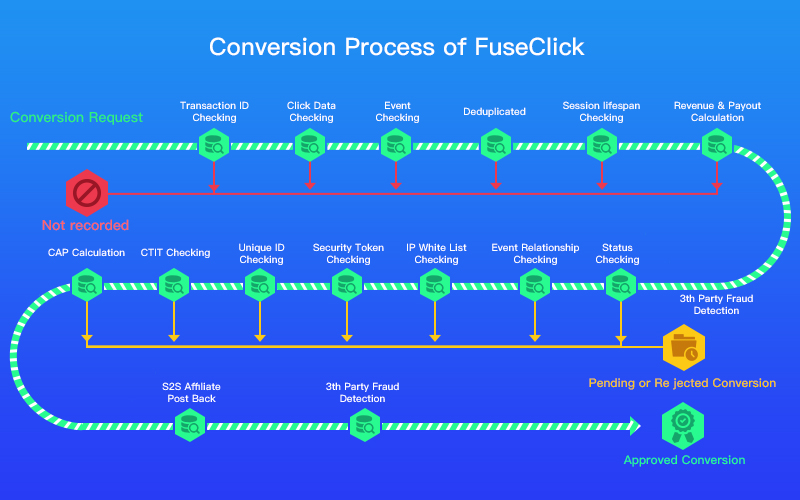 Conversion Process of FuseClick
Conversion Request
Transaction ID
Checking
Click Data
Checking
Event
Checking
Deduplicated
Session lifespan
Checking
Revenue & Payout
Calculation
Not recorded
CAP Calculation
CTIT Checking
Unique ID
Checking
Security Token
Checking
IP White List
Checking
Event Relationship
Checking
Status
Checking
3th Party Fraud
Detection
Pending or Re jected Conversion
S2S Affiliate
Post Back
3th Party Fraud
Detection
Approved Conversion